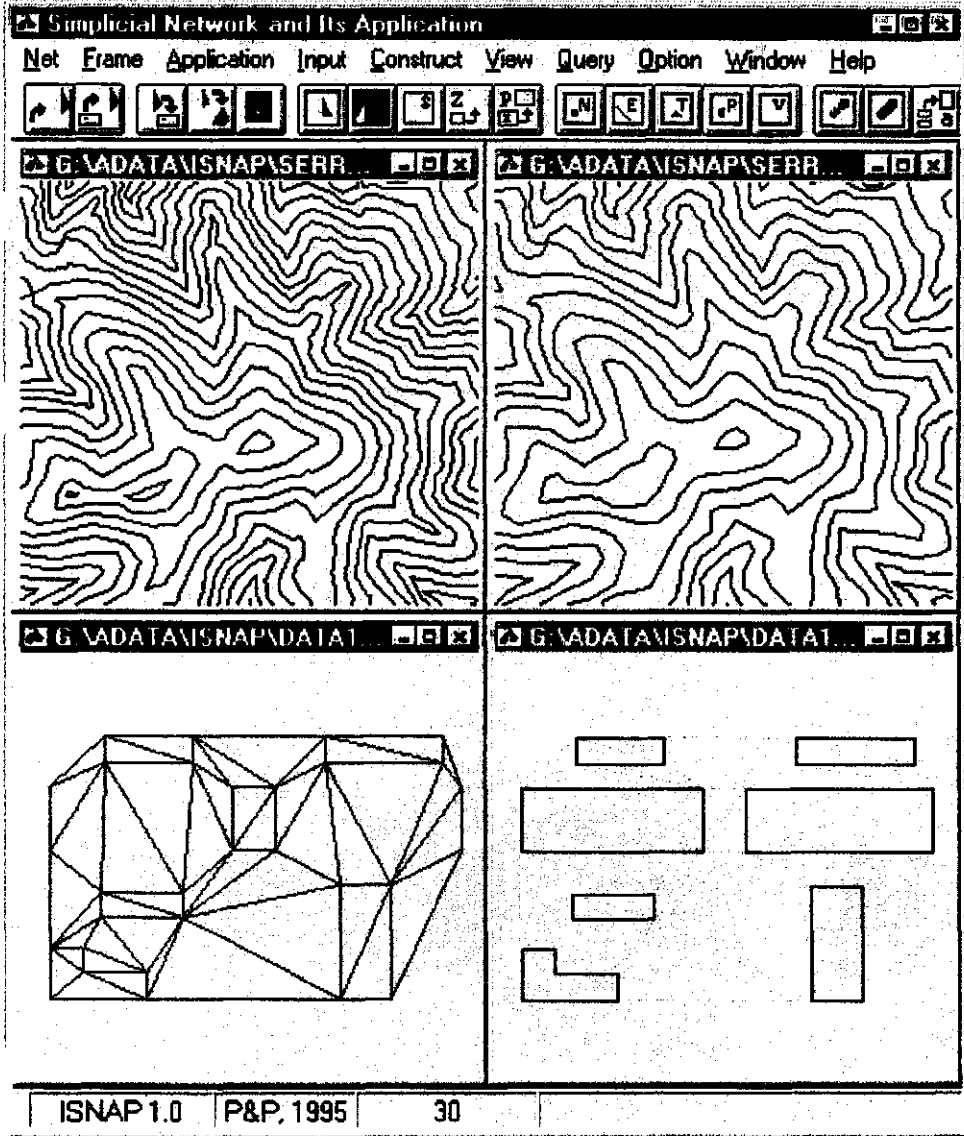 Simplicial Network and Its Application
Net Frame Application Input Construct View Query Option Window Help
S Z P N E T P V a
G:\ADATA\ISNAP\SERR...
G:\ADATA\ISNAP\SERR...
G:\ADATA\ISNAP\DATA1...
G:\ADATA\ISNAP\DATA1...
ISNAP 1.0 P&P, 1995 30